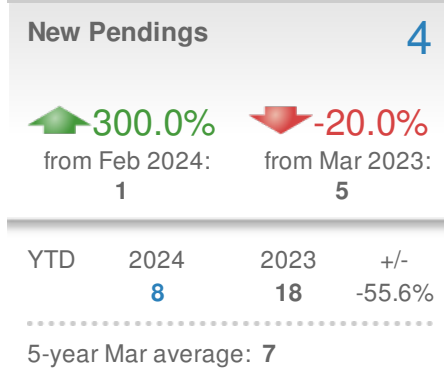 New Pendings 4
300.0% -20.0%
from Feb 2024: from Mar 2023:
1 5
YTD 2024 2023 +/-
8 18 -55.6%
5-year Mar average: 7